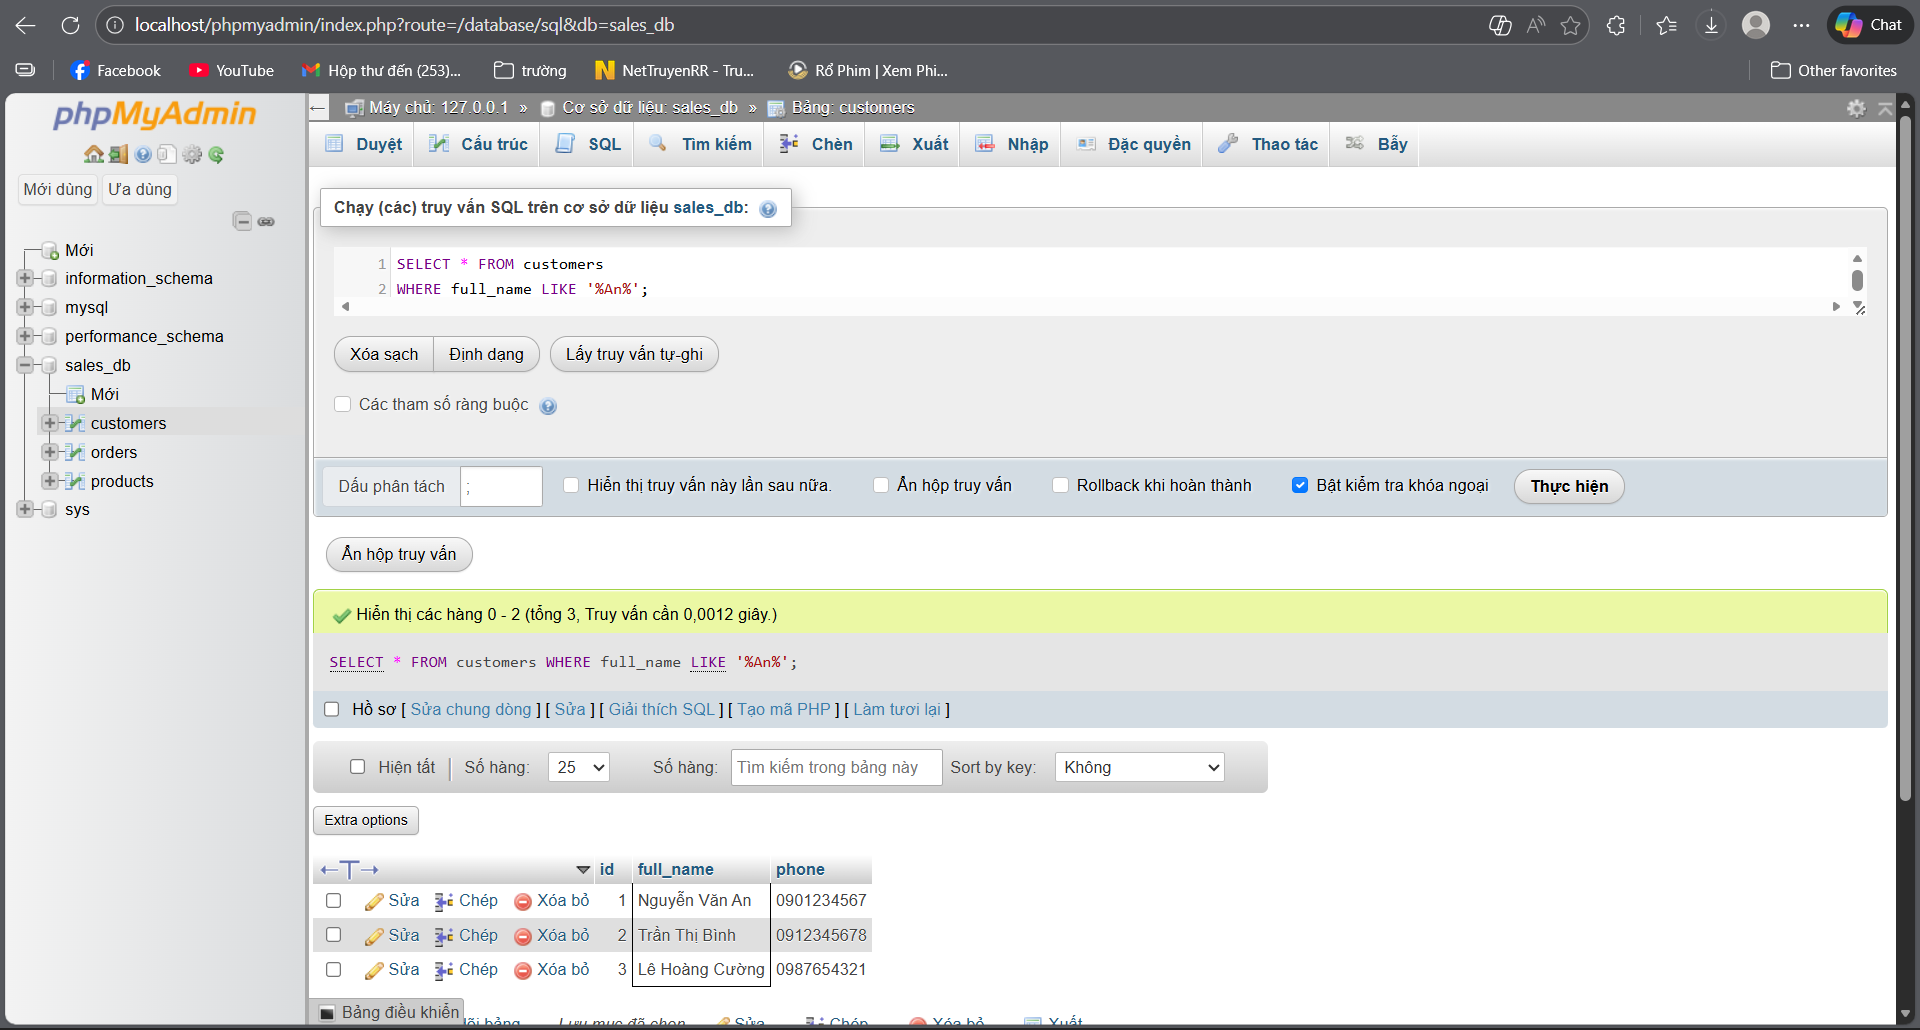 localhost/phpmyadmin/index.php?route=/database/sql&db=sales_db
Chat
Facebook
YouTube
Hộp thư đến (253)...
trường
NetTruyenRR - Tru...
Rổ Phim | Xem Phi...
Other favorites
phpMyAdmin
Mới dùng
Ưa dùng
Mới
information_schema
mysql
performance_schema
sales_db
Mới
customers
orders
products
sys
Máy chủ: 127.0.0.1 » Cơ sở dữ liệu: sales_db » Bảng: customers
Duyệt
Cấu trúc
SQL
Tìm kiếm
Chèn
Xuất
Nhập
Đặc quyền
Thao tác
Bẫy
Chạy (các) truy vấn SQL trên cơ sở dữ liệu sales_db:
1 SELECT * FROM customers
2 WHERE full_name LIKE '%An%';
Xóa sạch
Định dạng
Lấy truy vấn tự-ghi
Các tham số ràng buộc
Dấu phân tách ;
Hiển thị truy vấn này lần sau nữa.
Ẩn hộp truy vấn
Rollback khi hoàn thành
Bật kiểm tra khóa ngoại
Thực hiện
Ẩn hộp truy vấn
Hiển thị các hàng 0 - 2 (tổng 3, Truy vấn cần 0,0012 giây.)
SELECT * FROM customers WHERE full_name LIKE '%An%';
Hồ sơ [ Sửa chung dòng ] [ Sửa ] [ Giải thích SQL ] [ Tạo mã PHP ] [ Làm tươi lại ]
Hiện tất | Số hàng: 25 Số hàng: Tìm kiếm trong bảng này Sort by key: Không
Extra options
id full_name phone
Sửa Chép Xóa bỏ 1 Nguyễn Văn An 0901234567
Sửa Chép Xóa bỏ 2 Trần Thị Bình 0912345678
Sửa Chép Xóa bỏ 3 Lê Hoàng Cường 0987654321
Bảng điều khiển
bảng Lưu mục đã chọn Sửa Chép Xóa bỏ Xuất